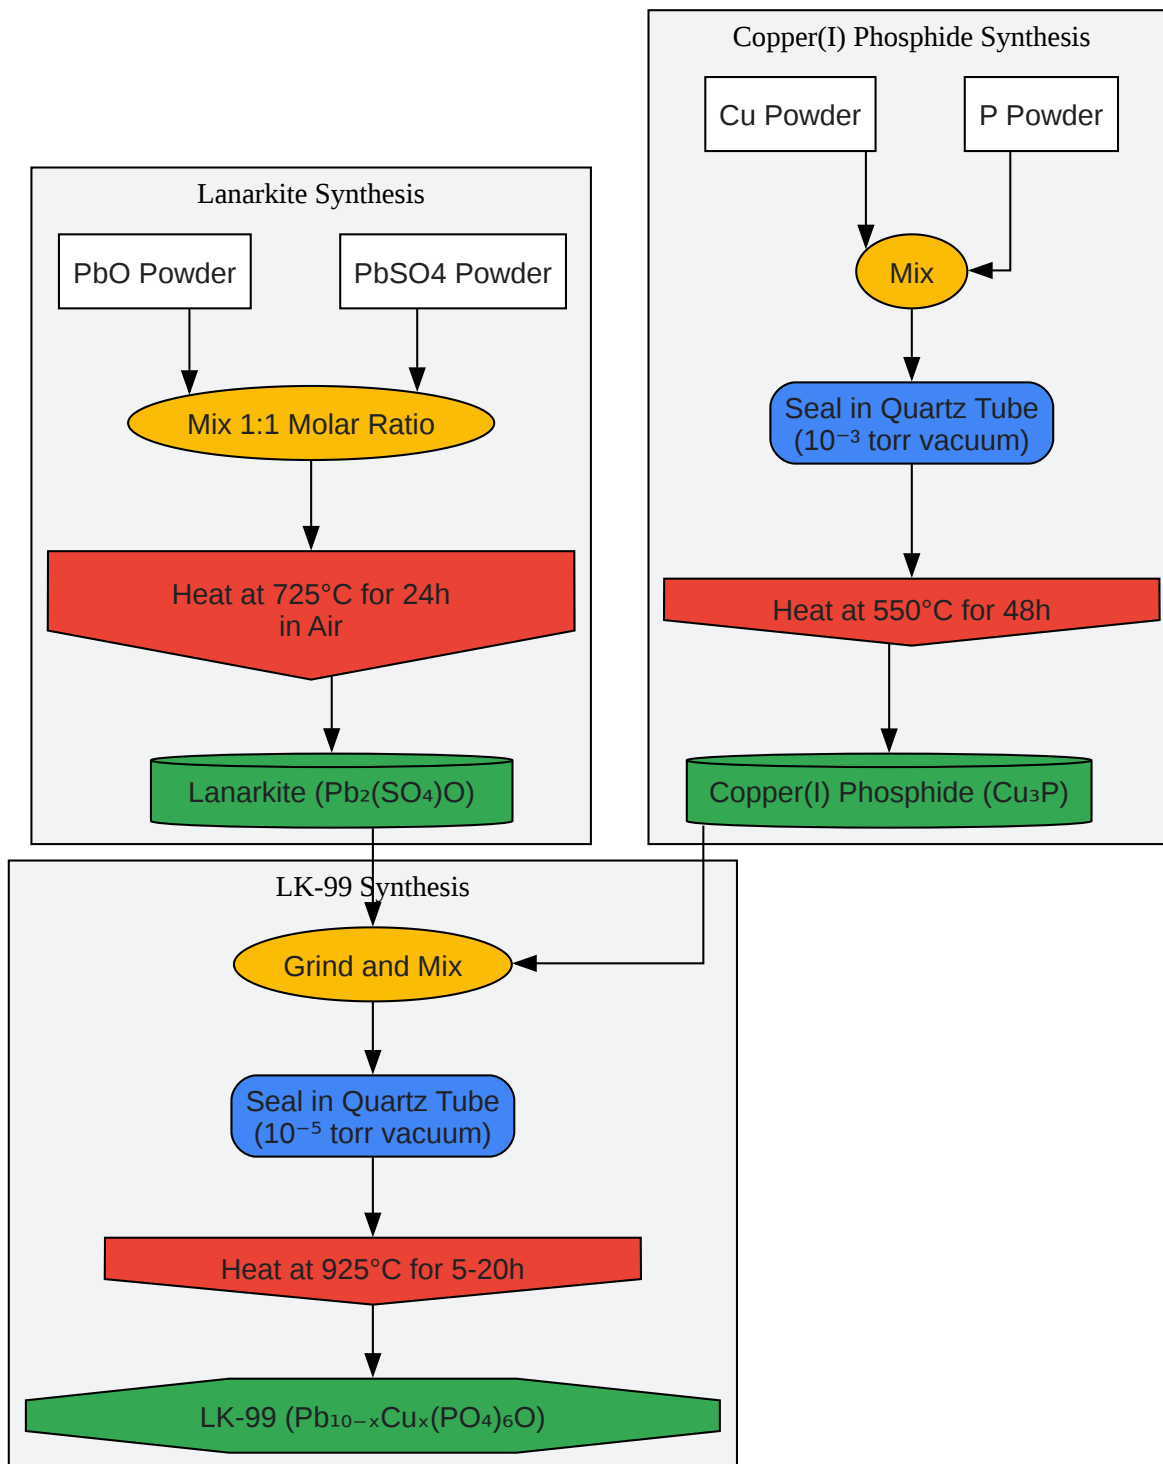 Copper(I) Phosphide Synthesis
Cu Powder
P Powder
Mix
Seal in Quartz Tube
(10⁻³ torr vacuum)
Heat at 550°C for 48h
Copper(I) Phosphide (Cu₃P)
Lanarkite Synthesis
PbO Powder
PbSO4 Powder
Mix 1:1 Molar Ratio
Heat at 725°C for 24h
in Air
Lanarkite (Pb₂(SO₄)O)
LK-99 Synthesis
Grind and Mix
Seal in Quartz Tube
(10⁻⁵ torr vacuum)
Heat at 925°C for 5-20h
LK-99 (Pb₁₀₋ₓCuₓ(PO₄)₆O)